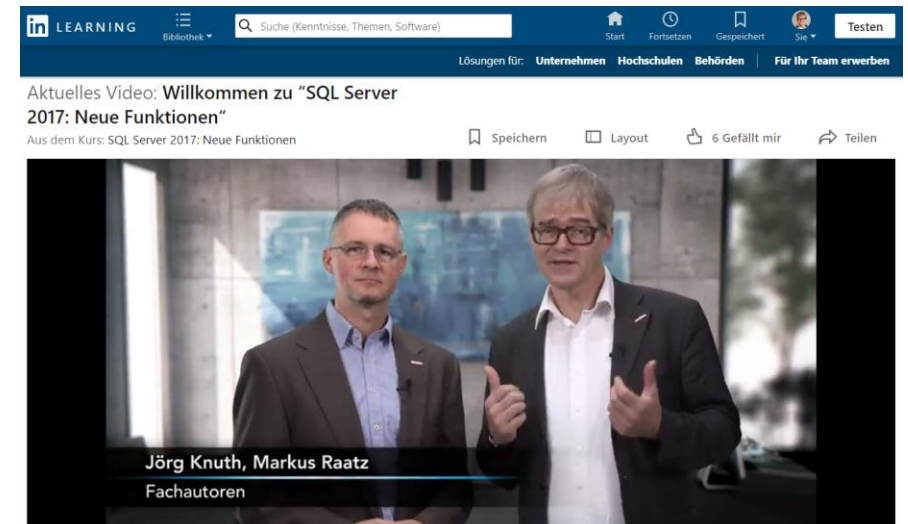 in LEARNING
Bibliothek
Suche (Kenntnisse, Themen, Software)
Start
Fortsetzen
Gespeichert
Sie
Testen
Lösungen für: Unternehmen Hochschulen Behörden Für Ihr Team erwerben
Aktuelles Video: Willkommen zu “SQL Server
2017: Neue Funktionen“
Aus dem Kurs: SQL Server 2017: Neue Funktionen
Speichern
Layout
6 Gefällt mir
Teilen
Jörg Knuth, Markus Raatz
Fachautoren